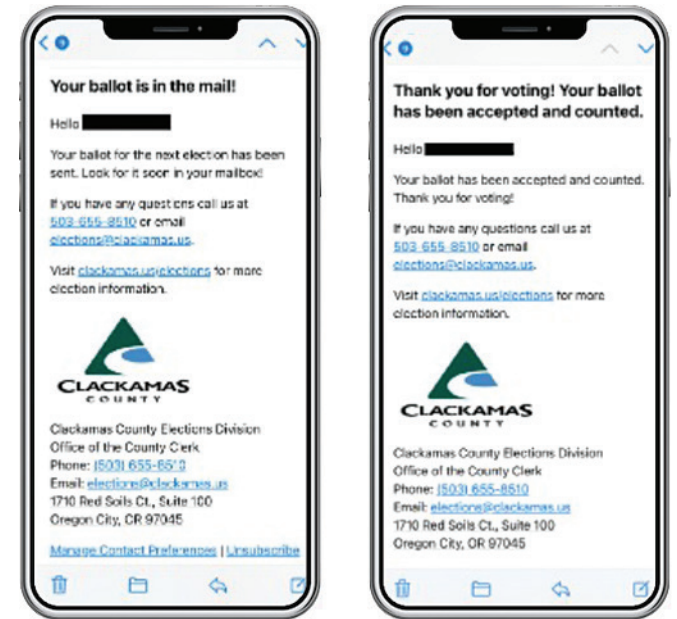 Your ballot is in the mail!
Hello
Your ballot for the next election has been
sent. Look for it soon in your mailbox!
If you have any questions call us at
503-655-8510 or email
elections@clackamas.us.
Visit clackamas.us/elections for more
election information.
CLACKAMAS
COUNTY
Clackamas County Elections Division
Office of the County Clerk
Phone: (503) 655-8510
Email: elections@clackamas.us
1710 Red Soils Ct., Suite 100
Oregon City, OR 97045
Manage Contact Preferences | Unsubscribe
Thank you for voting! Your ballot
has been accepted and counted.
Hello
Your ballot has been accepted and counted.
Thank you for voting!
If you have any questions call us at
503-655-8510 or email
elections@clackamas.us.
Visit clackamas.us/elections for more
election information.
CLACKAMAS
COUNTY
Clackamas County Elections Division
Office of the County Clerk
Phone: (503) 655-8510
Email: elections@clackamas.us
1710 Red Soils Ct., Suite 100
Oregon City, OR 97045